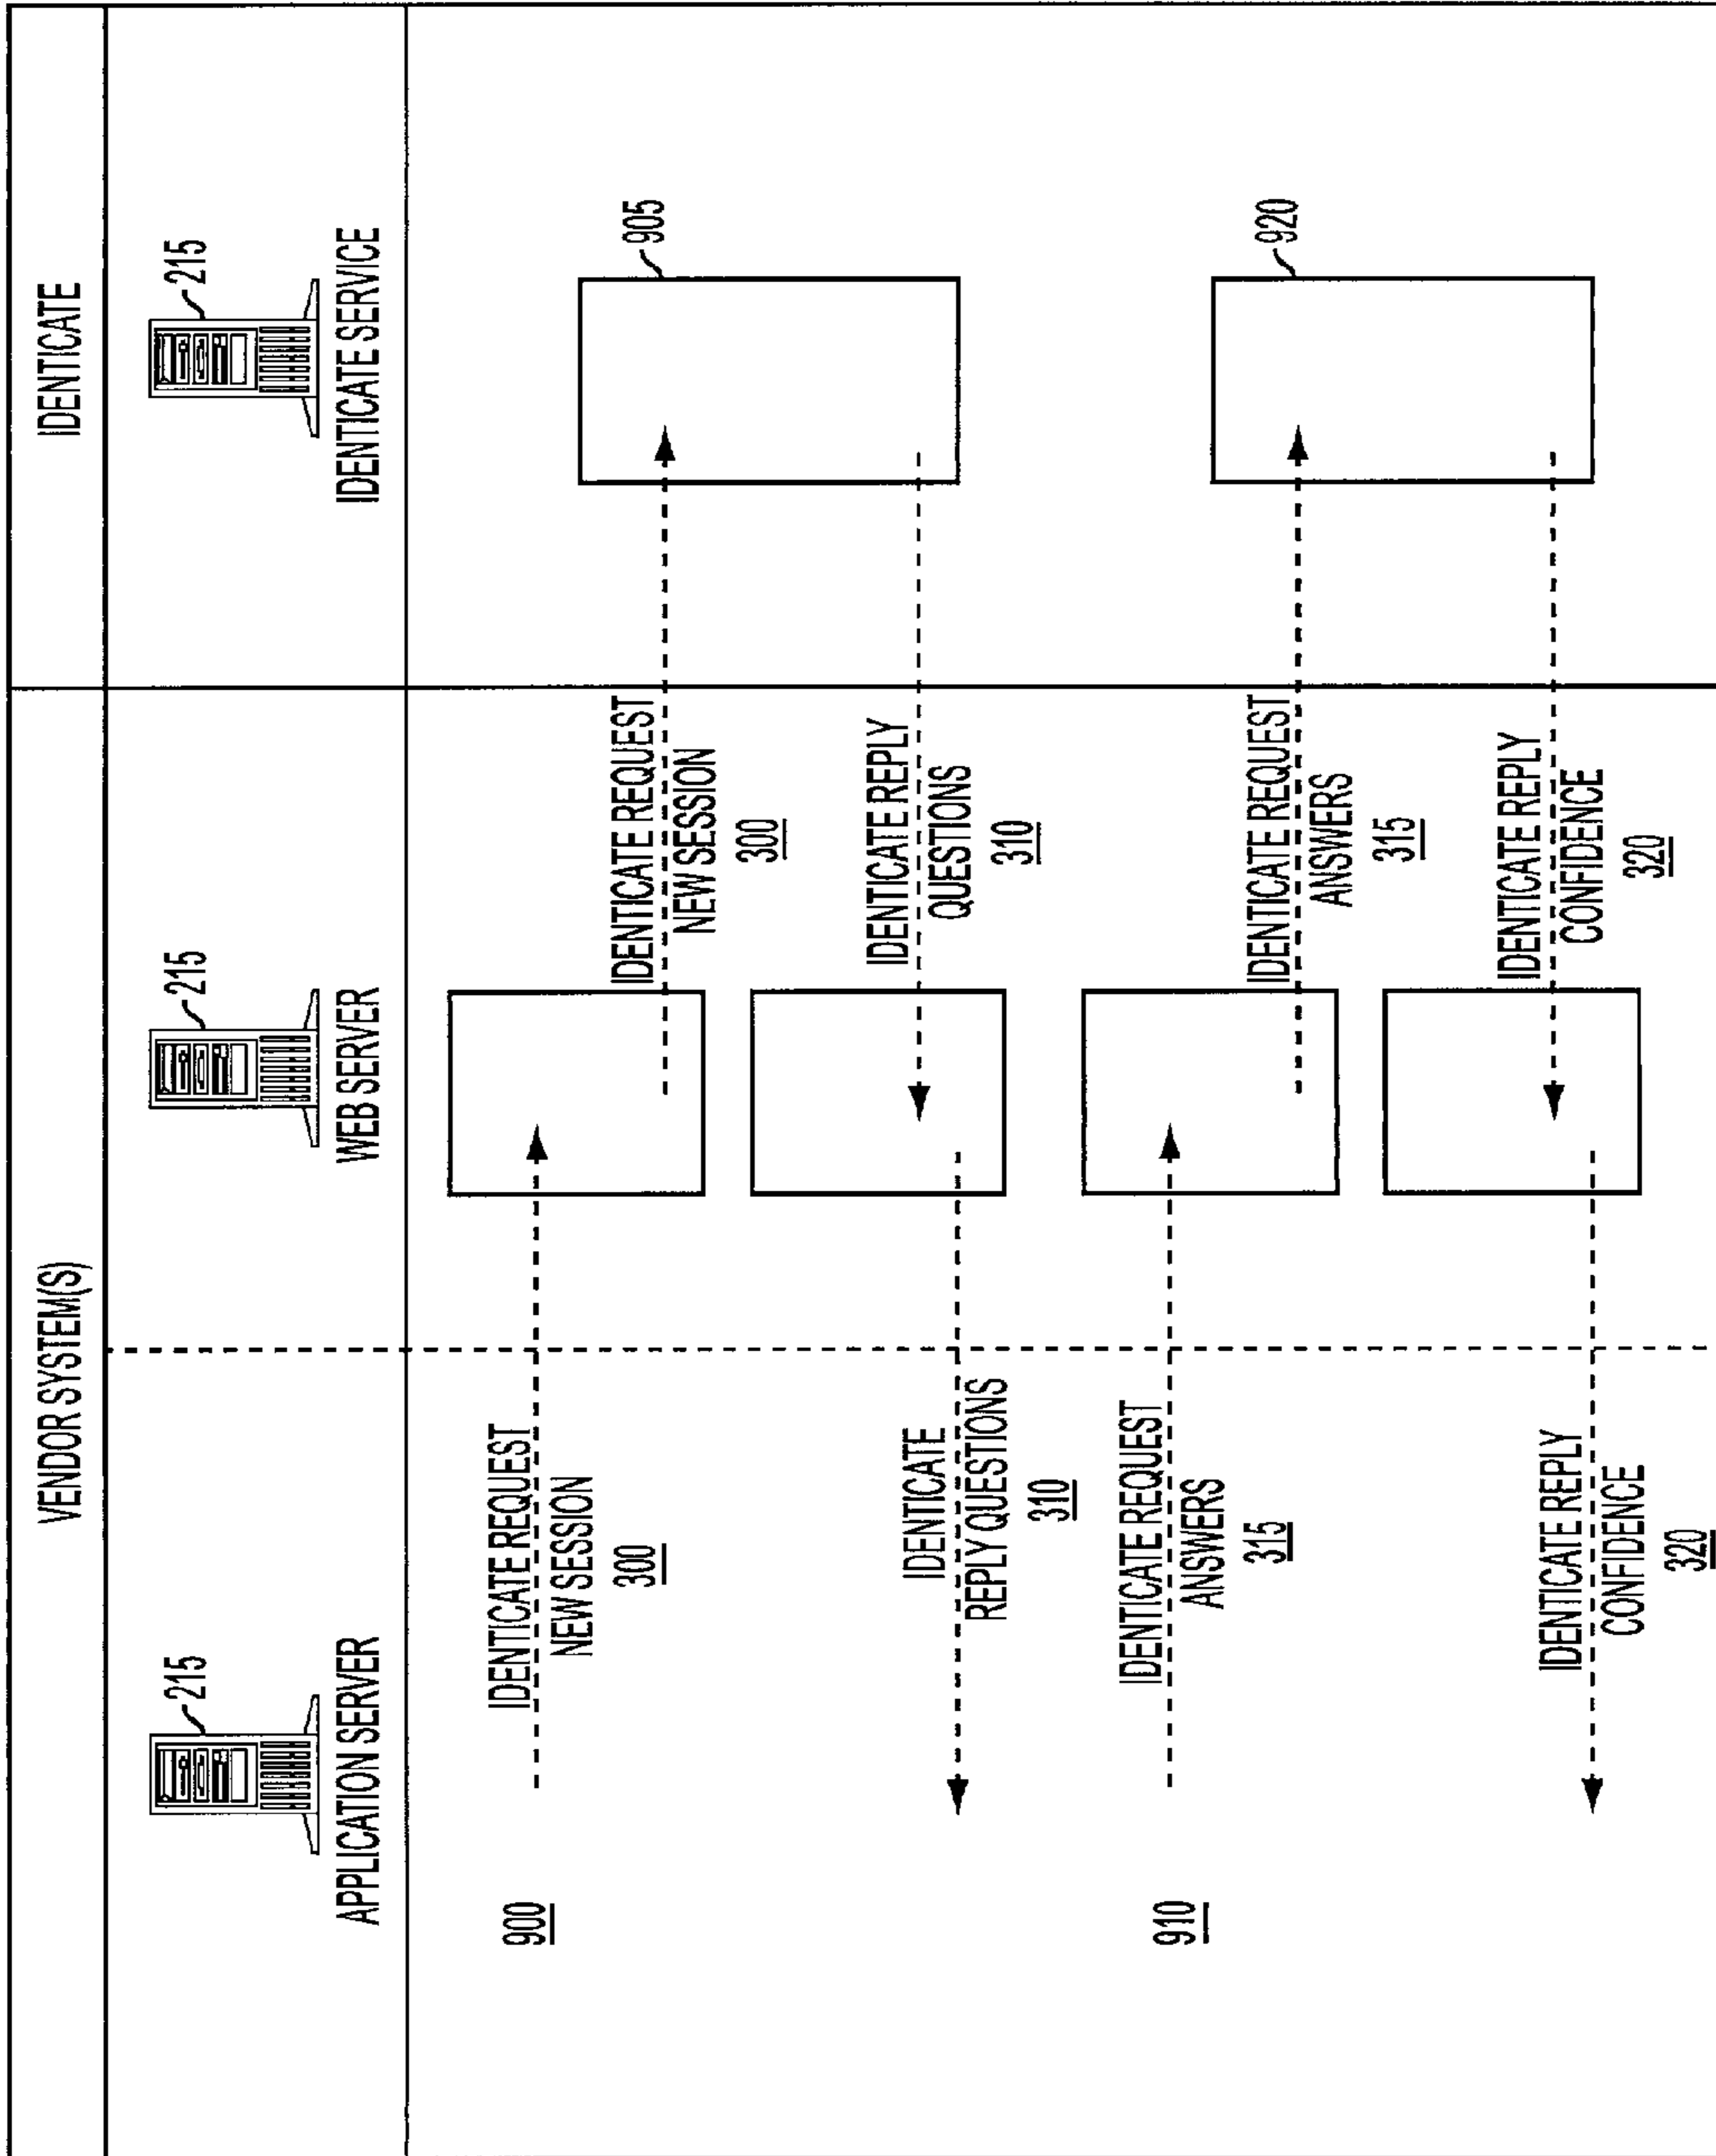 VENDOR SYSTEM(S)
IDENTICATE
215
APPLICATION SERVER
215
WEB SERVER
215
IDENTICATE SERVICE
900
IDENTICATE REQUEST
NEW SESSION
300
IDENTICATE REQUEST
NEW SESSION
300
905
IDENTICATE
REPLY QUESTIONS
310
IDENTICATE REPLY
QUESTIONS
310
910
IDENTICATE REQUEST
ANSWERS
315
IDENTICATE REQUEST
ANSWERS
315
920
IDENTICATE REPLY
CONFIDENCE
320
IDENTICATE REPLY
CONFIDENCE
320